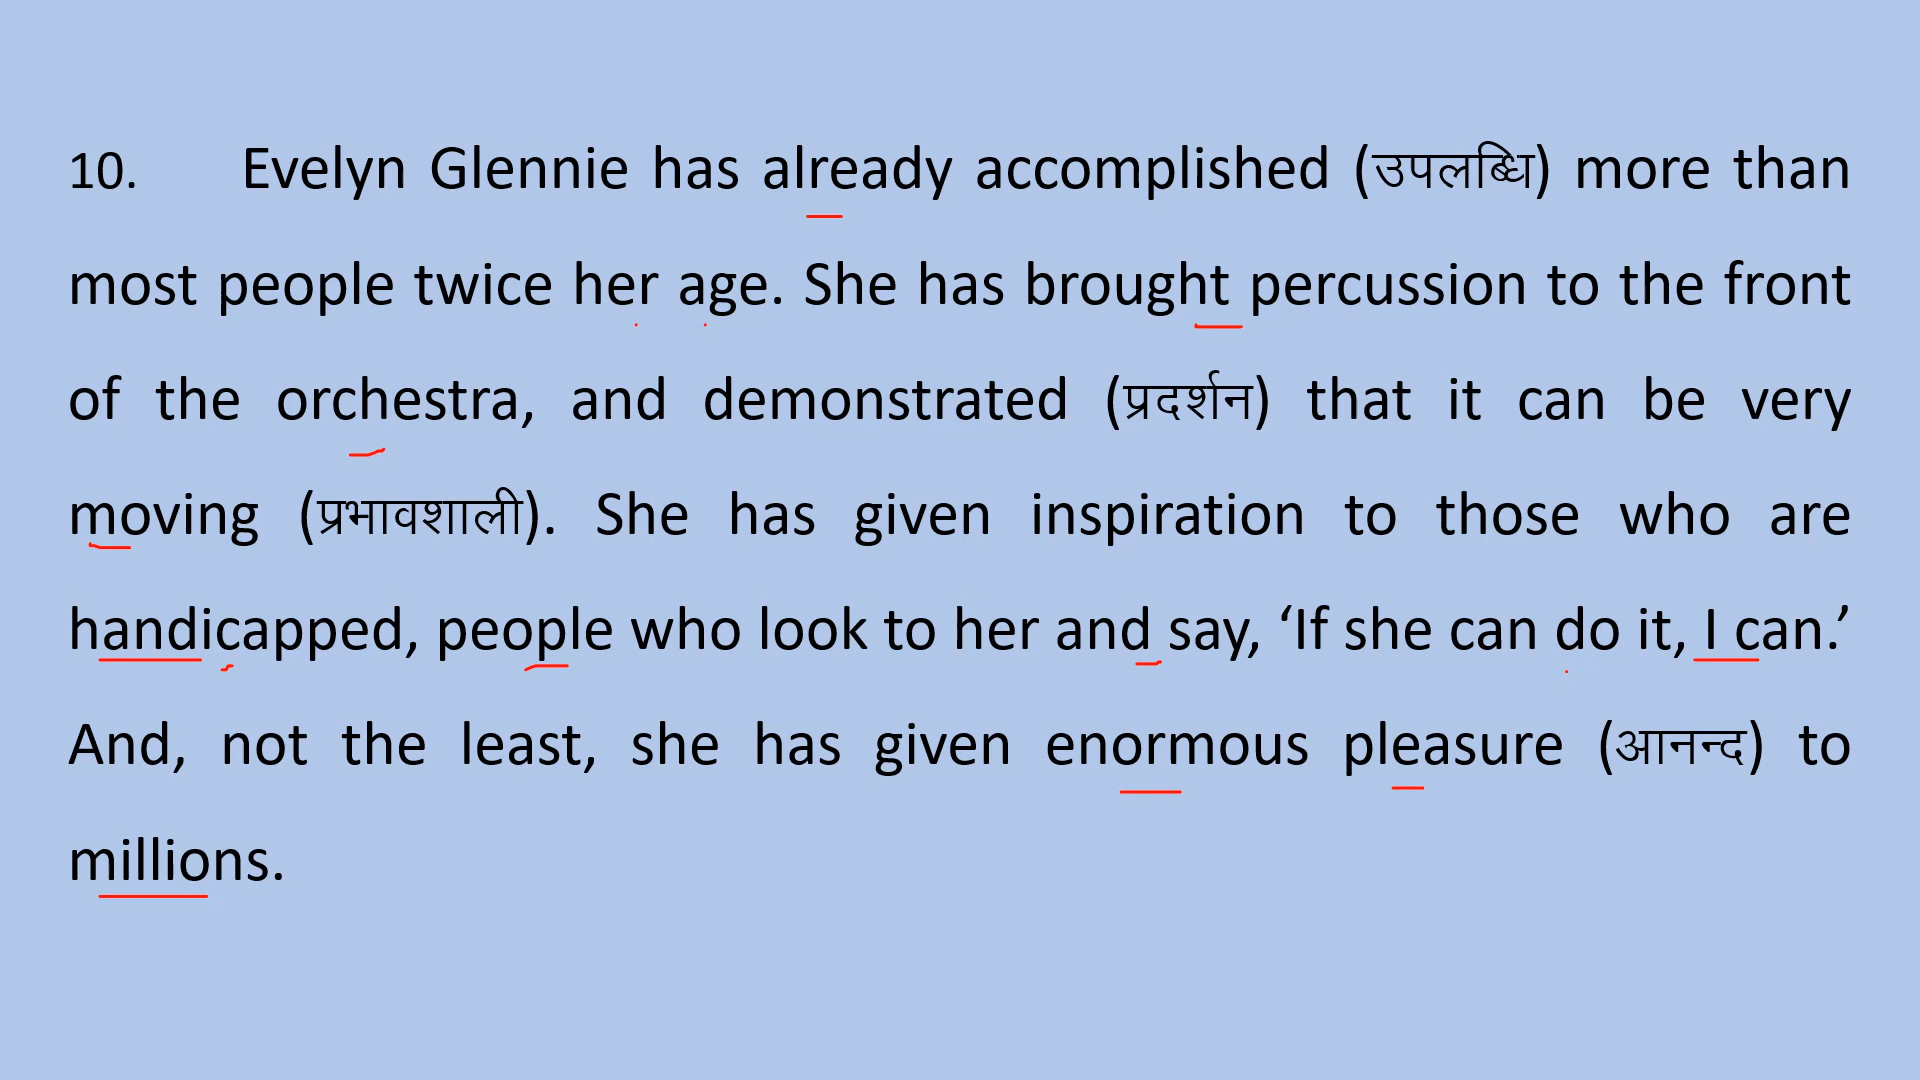 10. Evelyn Glennie has already accomplished (उपलब्धि) more than
most people twice her age. She has brought percussion to the front
of the orchestra, and demonstrated (प्रदर्शन) that it can be very
moving (प्रभावशाली). She has given inspiration to those who are
handicapped, people who look to her and say, ‘If she can do it, I can.’
And, not the least, she has given enormous pleasure (आनन्द) to
millions.